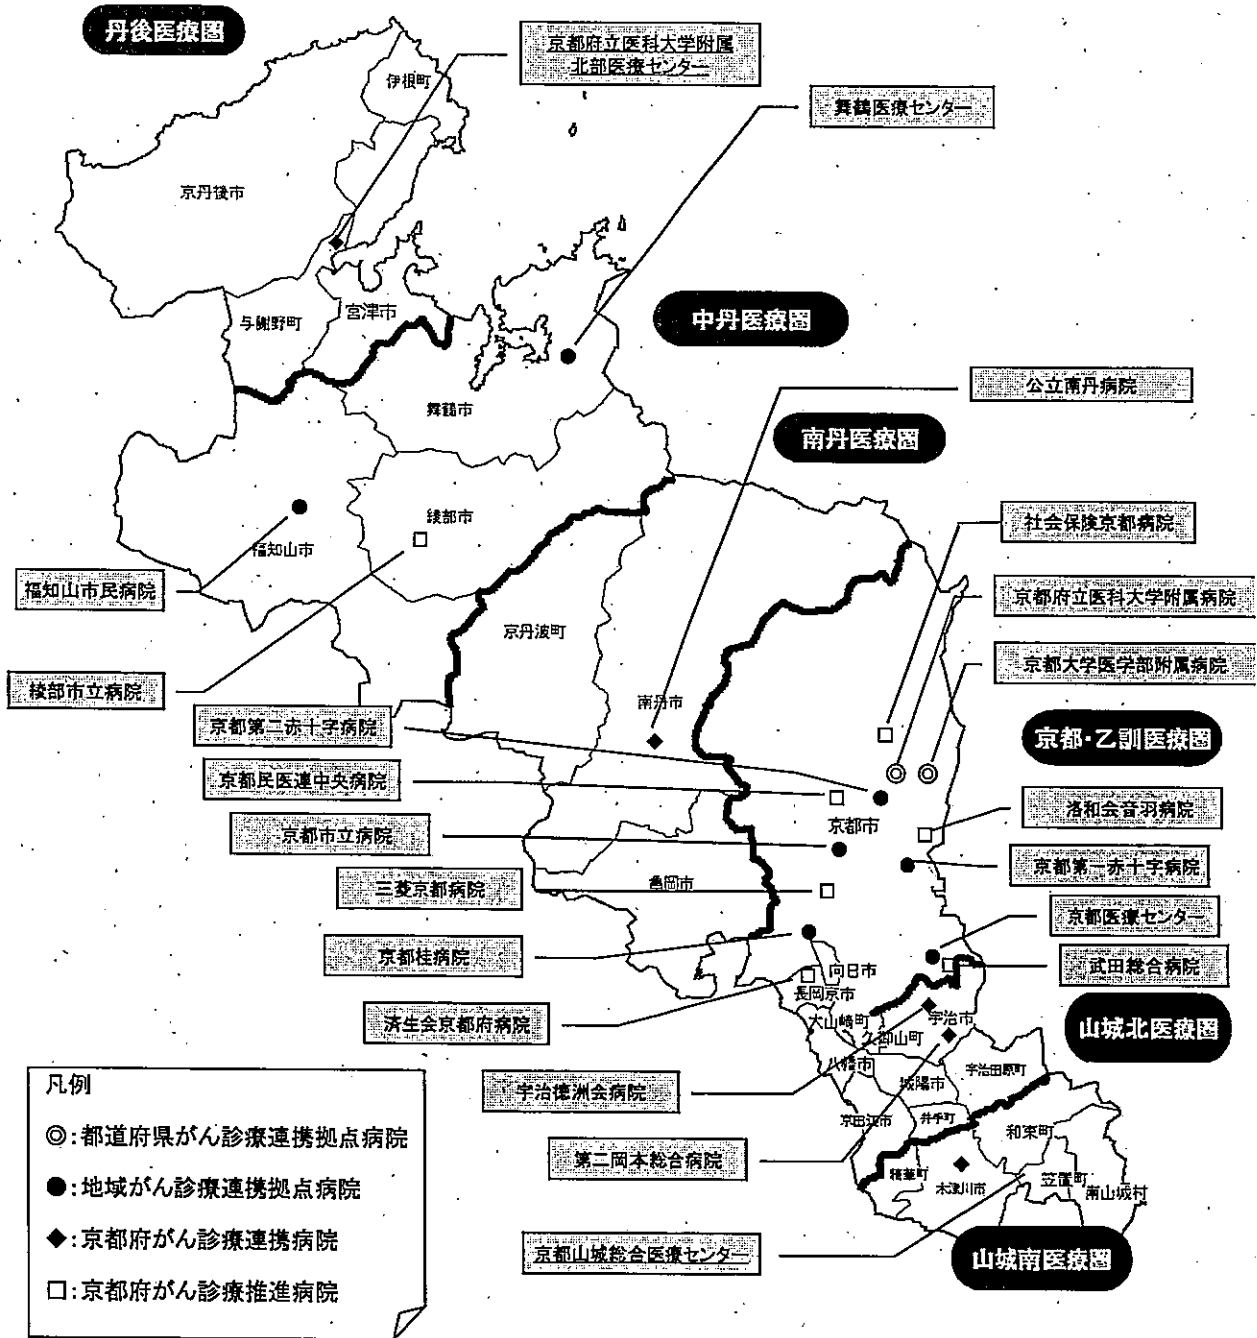 丹後医療圏
京都府立医科大学附属
北部医療センター
伊根町
舞鶴医療センター
京丹後市
中丹医療圏
与謝野町
宮津市
公立南丹病院
舞鶴市
南丹医療圏
社会保険京都病院
綾部市
福知山市
福知山市民病院
京都府立医科大学附属病院
京丹波町
京都大学医学部附属病院
綾部市立病院
南丹市
京都第二赤十字病院
京都・乙訓医療圏
京都民医連中央病院
洛和会音羽病院
京都市
京都市立病院
京都第一赤十字病院
三菱京都病院
亀岡市
京都医療センター
京都桂病院
向日市
武田総合病院
長岡京市
済生会京都府病院
大山崎町
宇治市
久御山町
山城北医療圏
八幡市
城陽市
宇治田原町
宇治徳洲会病院
京田辺市
井手町
和束町
第二岡本総合病院
精華町
木津川市
笠置町
南山城村
京都山城総合医療センター
山城南医療圏
凡例
◎:都道府県がん診療連携拠点病院
●:地域がん診療連携拠点病院
◆:京都府がん診療連携病院
□:京都府がん診療推進病院